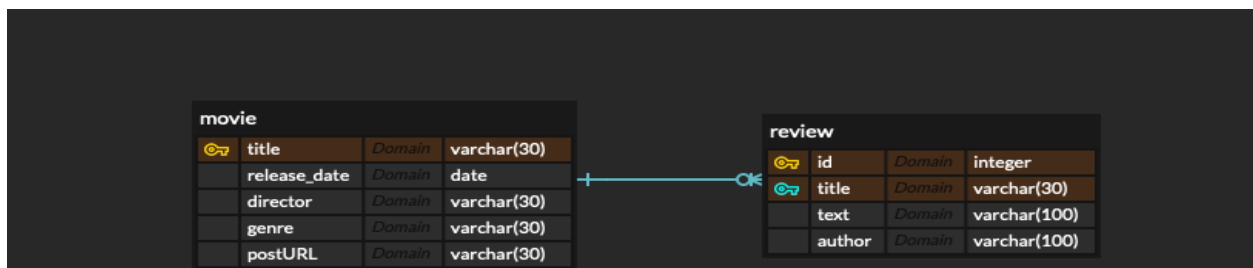 movie
title Domain varchar(30)
release_date Domain date
director Domain varchar(30)
genre Domain varchar(30)
postURL Domain varchar(30)
review
id Domain integer
title Domain varchar(30)
text Domain varchar(100)
author Domain varchar(100)